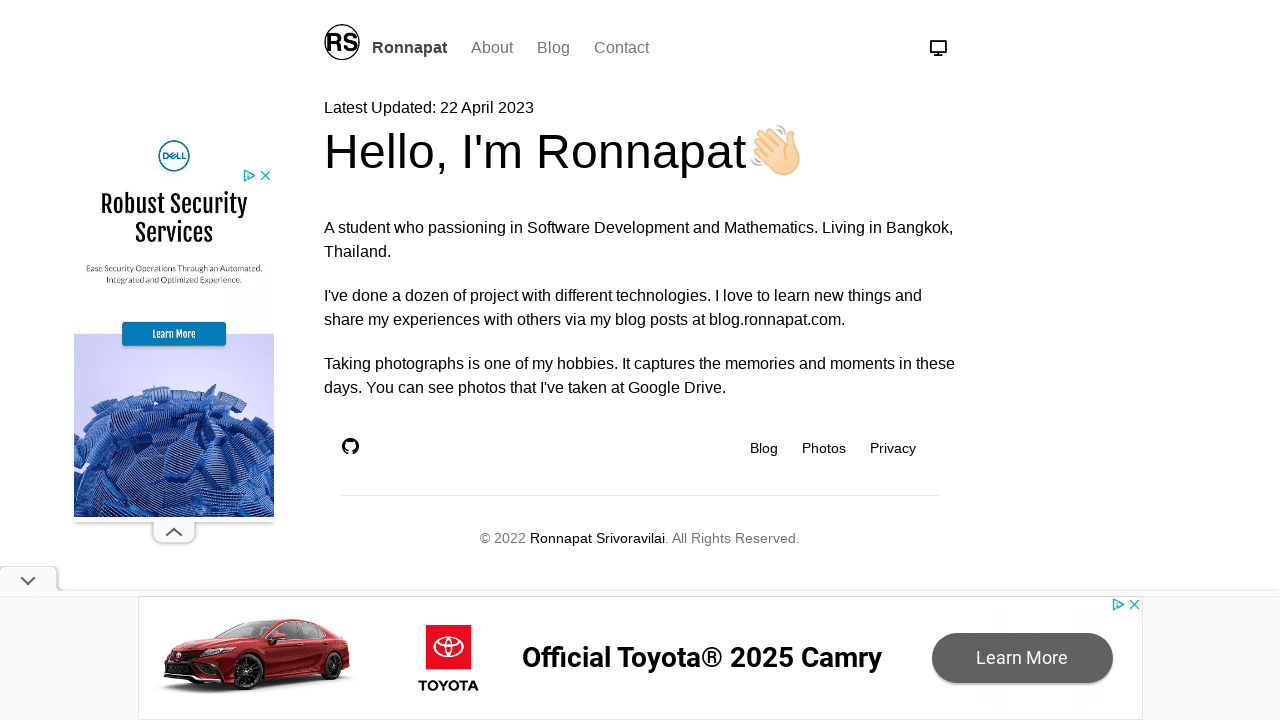 RS
Ronnapat
About
Blog
Contact
Latest Updated: 22 April 2023
Hello, I'm Ronnapat
A student who passioning in Software Development and Mathematics. Living in Bangkok,
Thailand.
I've done a dozen of project with different technologies. I love to learn new things and
share my experiences with others via my blog posts at blog.ronnapat.com.
Taking photographs is one of my hobbies. It captures the memories and moments in these
days. You can see photos that I've taken at Google Drive.
Blog
Photos
Privacy
© 2022 Ronnapat Srivoravilai. All Rights Reserved.
DELL
Robust Security
Services
Ease Security Operations Through an Automated,
Integrated and Optimized Experience.
Learn More
TOYOTA
Official Toyota® 2025 Camry
Learn More